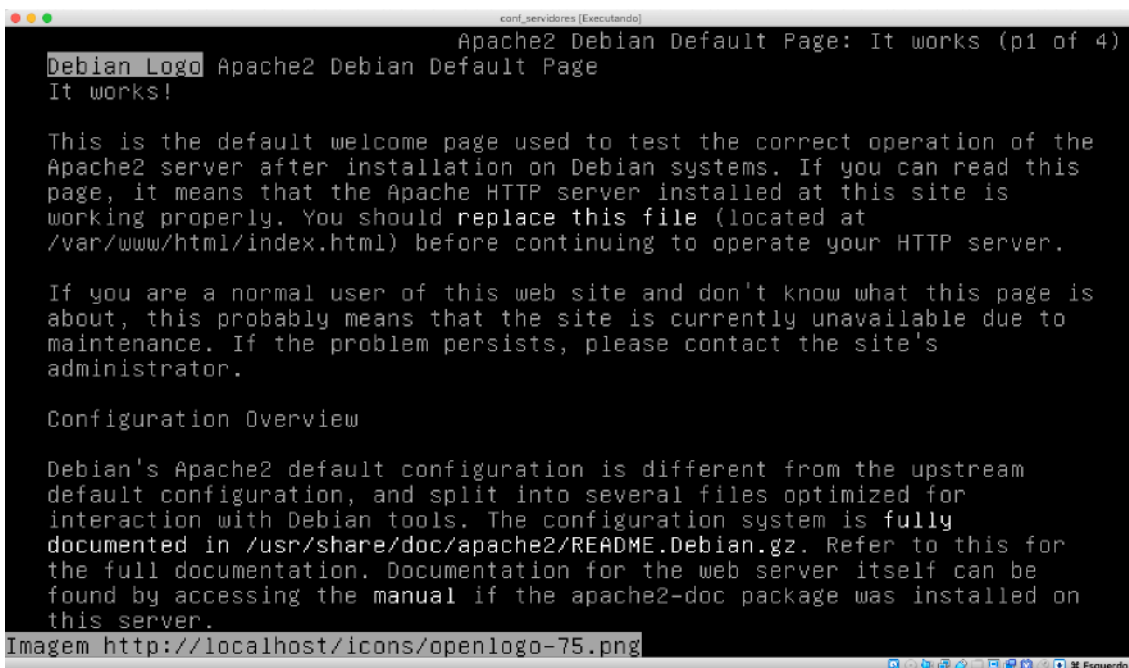 conf_servidores [Executando]
Apache2 Debian Default Page: It works (p1 of 4)
Debian Logo Apache2 Debian Default Page
It works!
This is the default welcome page used to test the correct operation of the
Apache2 server after installation on Debian systems. If you can read this
page, it means that the Apache HTTP server installed at this site is
working properly. You should replace this file (located at
/var/www/html/index.html) before continuing to operate your HTTP server.
If you are a normal user of this web site and don't know what this page is
about, this probably means that the site is currently unavailable due to
maintenance. If the problem persists, please contact the site's
administrator.
Configuration Overview
Debian's Apache2 default configuration is different from the upstream
default configuration, and split into several files optimized for
interaction with Debian tools. The configuration system is fully
documented in /usr/share/doc/apache2/README.Debian.gz. Refer to this for
the full documentation. Documentation for the web server itself can be
found by accessing the manual if the apache2-doc package was installed on
this server.
Imagem http://localhost/icons/openlogo-75.png
⌘ Esquerdo